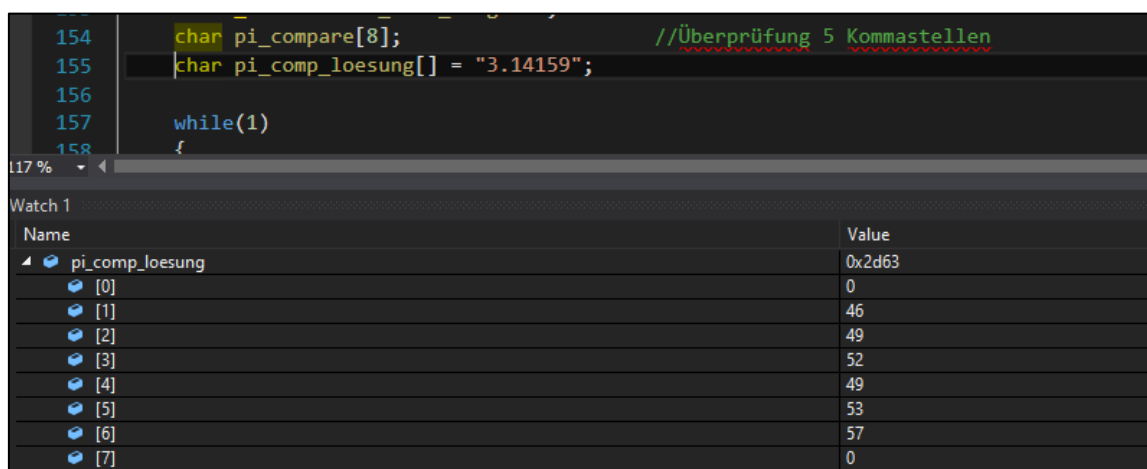 154 char pi_compare[8]; //Überprüfung 5 Kommastellen
155 char pi_comp_loesung[] = "3.14159";
156
157 while(1)
158 {
117 %
Watch 1
Name Value
pi_comp_loesung 0x2d63
[0] 0
[1] 46
[2] 49
[3] 52
[4] 49
[5] 53
[6] 57
[7] 0